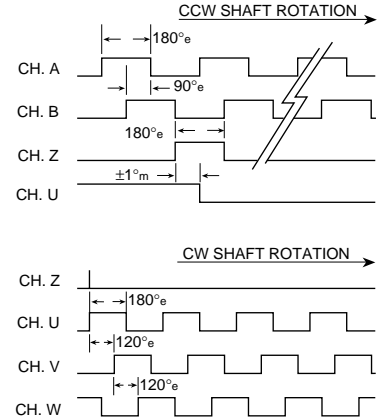 CCW SHAFT ROTATION
180°e
CH. A
90°e
CH. B
180°e
CH. Z
±1°m
CH. U
CW SHAFT ROTATION
CH. Z
180°e
CH. U
120°e
CH. V
120°e
CH. W